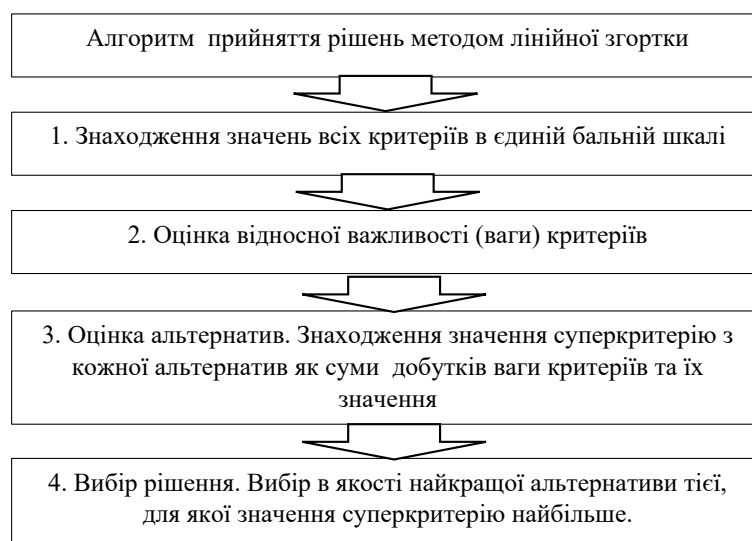 Алгоритм прийняття рішень методом лінійної згортки
1. Знаходження значень всіх критеріїв в єдиній бальній шкалі
2. Оцінка відносної важливості (ваги) критеріїв
3. Оцінка альтернатив. Знаходження значення суперкритерію з
кожної альтернатив як суми добутків ваги критеріїв та їх
значення
4. Вибір рішення. Вибір в якості найкращої альтернативи тієї,
для якої значення суперкритерію найбільше.